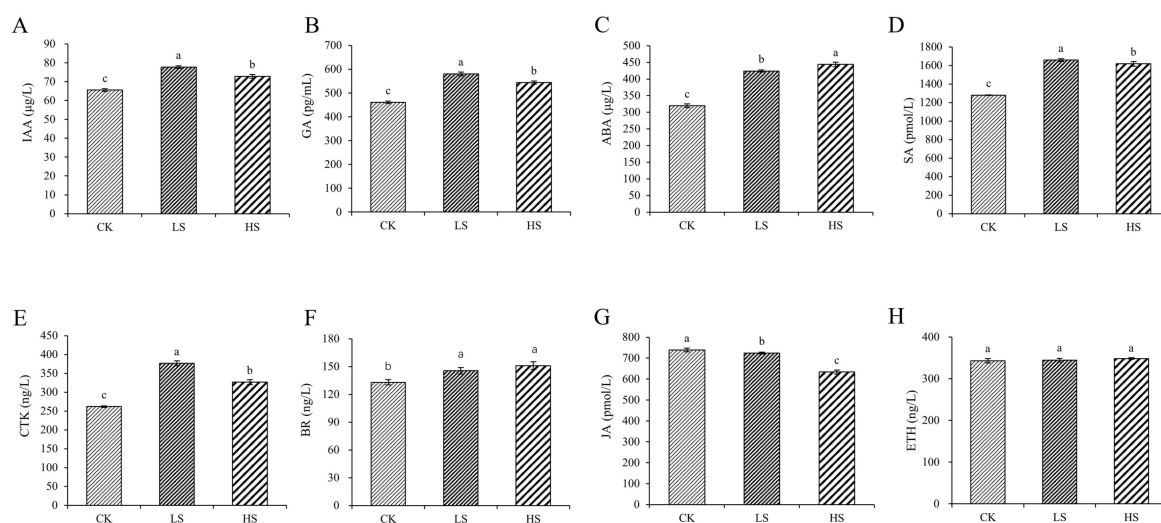 A
IAA (μg/L)
90
80
70
60
50
40
30
20
10
0
c
a
b
CK LS HS
B
GA (pg/mL)
700
600
500
400
300
200
100
0
c
a
b
CK LS HS
C
ABA (μg/L)
500
450
400
350
300
250
200
150
100
50
0
c
b
a
CK LS HS
D
SA (pmol/L)
1800
1600
1400
1200
1000
800
600
400
200
0
c
a
b
CK LS HS
E
CTK (ng/L)
450
400
350
300
250
200
150
100
50
0
c
a
b
CK LS HS
F
BR (ng/L)
180
150
120
90
60
30
0
b
a
a
CK LS HS
G
JA (pmol/L)
800
700
600
500
400
300
200
100
0
a
b
c
CK LS HS
H
ETH (ng/L)
400
300
200
100
0
a
a
a
CK LS HS